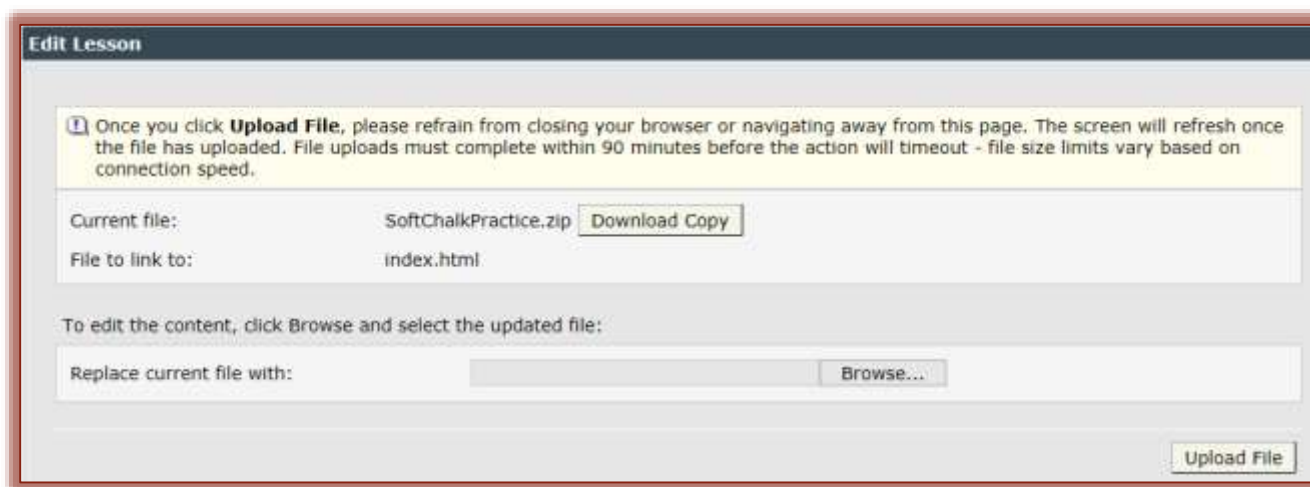 Edit Lesson
Once you click Upload File, please refrain from closing your browser or navigating away from this page. The screen will refresh once
the file has uploaded. File uploads must complete within 90 minutes before the action will timeout - file size limits vary based on
connection speed.
Current file: SoftChalkPractice.zip Download Copy
File to link to: index.html
To edit the content, click Browse and select the updated file:
Replace current file with: Browse...
Upload File